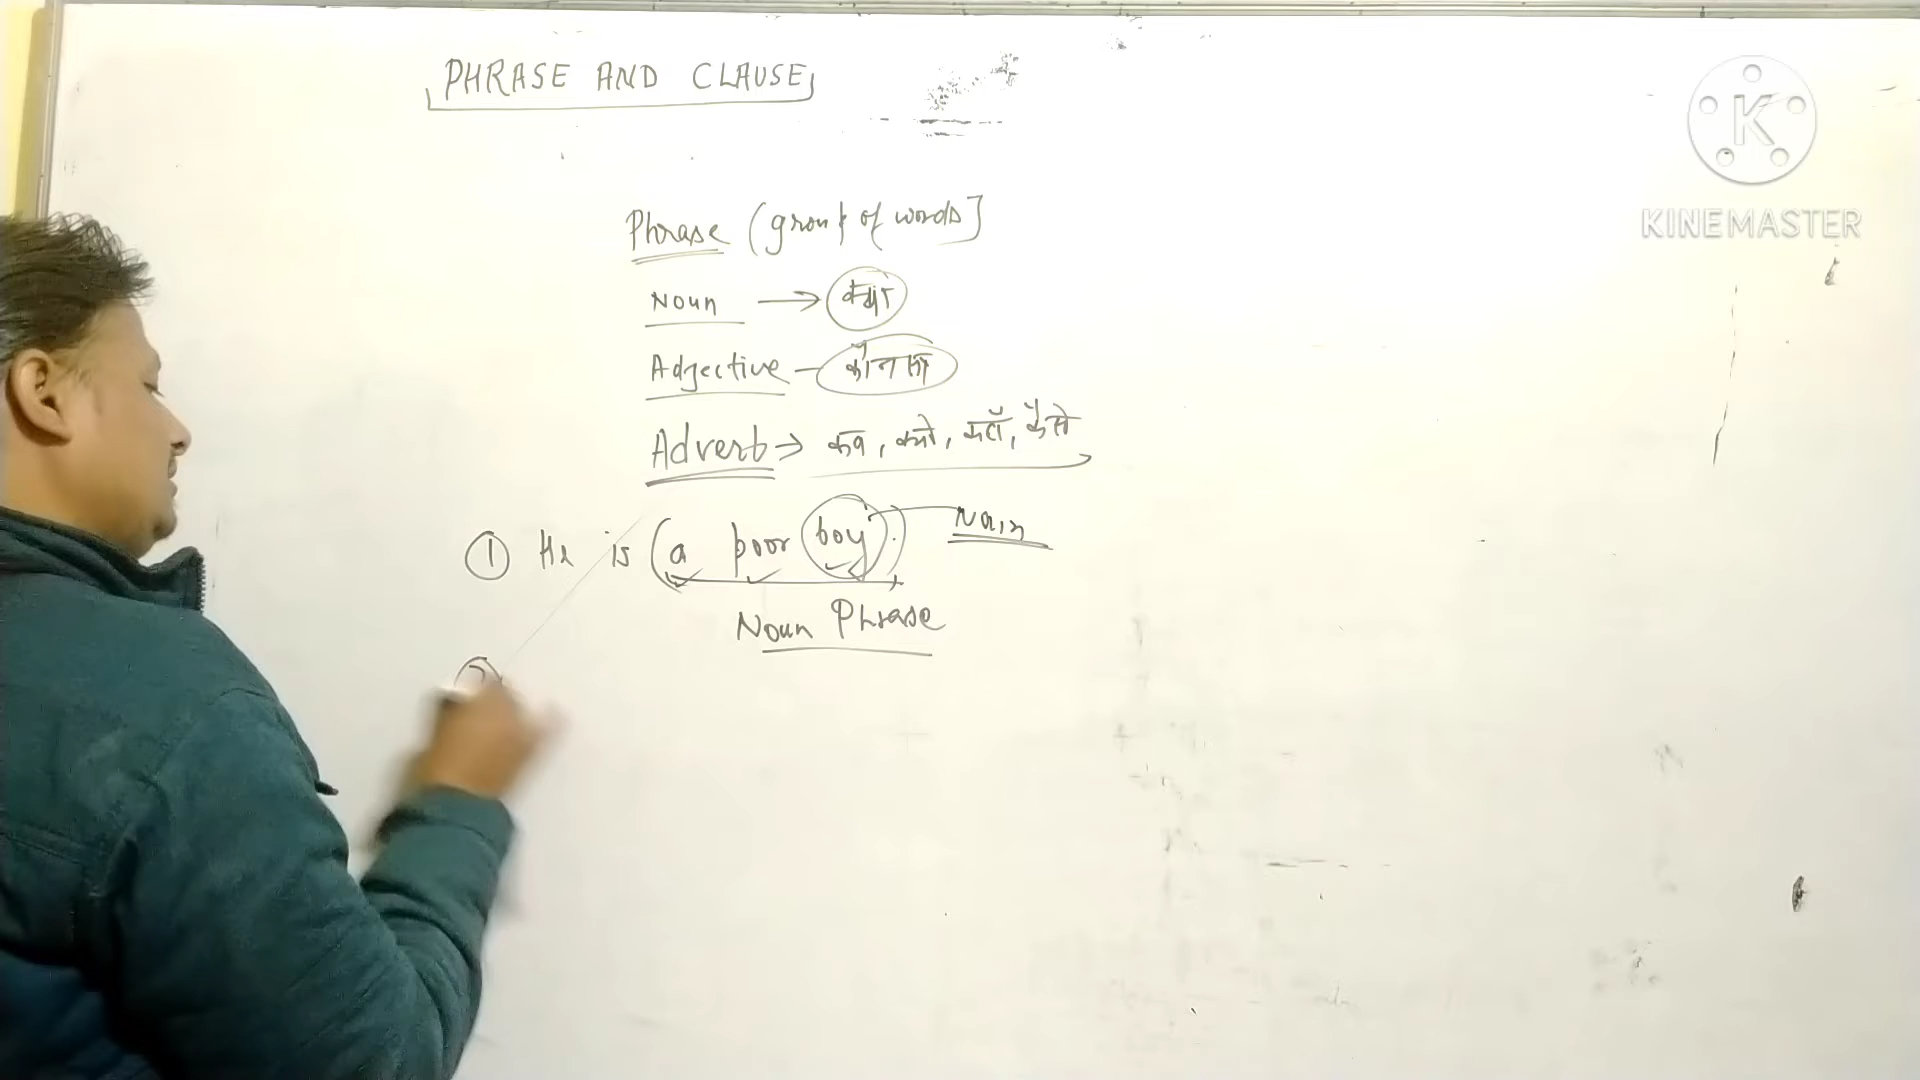 PHRASE AND CLAUSE
K
KINEMASTER
Phrase (group of words]
Noun → क्या
Adjective - कौन सा
Adverb → कब, क्यों, कहाँ, कैसे
① He is (a poor boy.) Noun
Noun Phrase